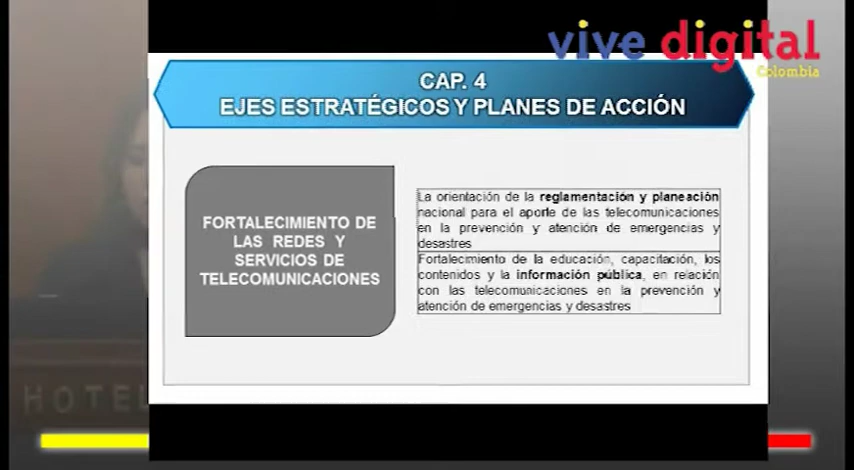 vive digital
Colombia
CAP. 4
EJES ESTRATÉGICOS Y PLANES DE ACCIÓN
FORTALECIMIENTO DE
LAS REDES Y
SERVICIOS DE
TELECOMUNICACIONES
La orientación de la reglamentación y planeación
nacional para el aporte de las telecomunicaciones
en la prevención y atención de emergencias y
desastres
Fortalecimiento de la educación, capacitación, los
contenidos y la información pública, en relación
con las telecomunicaciones en la prevención y
atención de emergencias y desastres
HOTEL